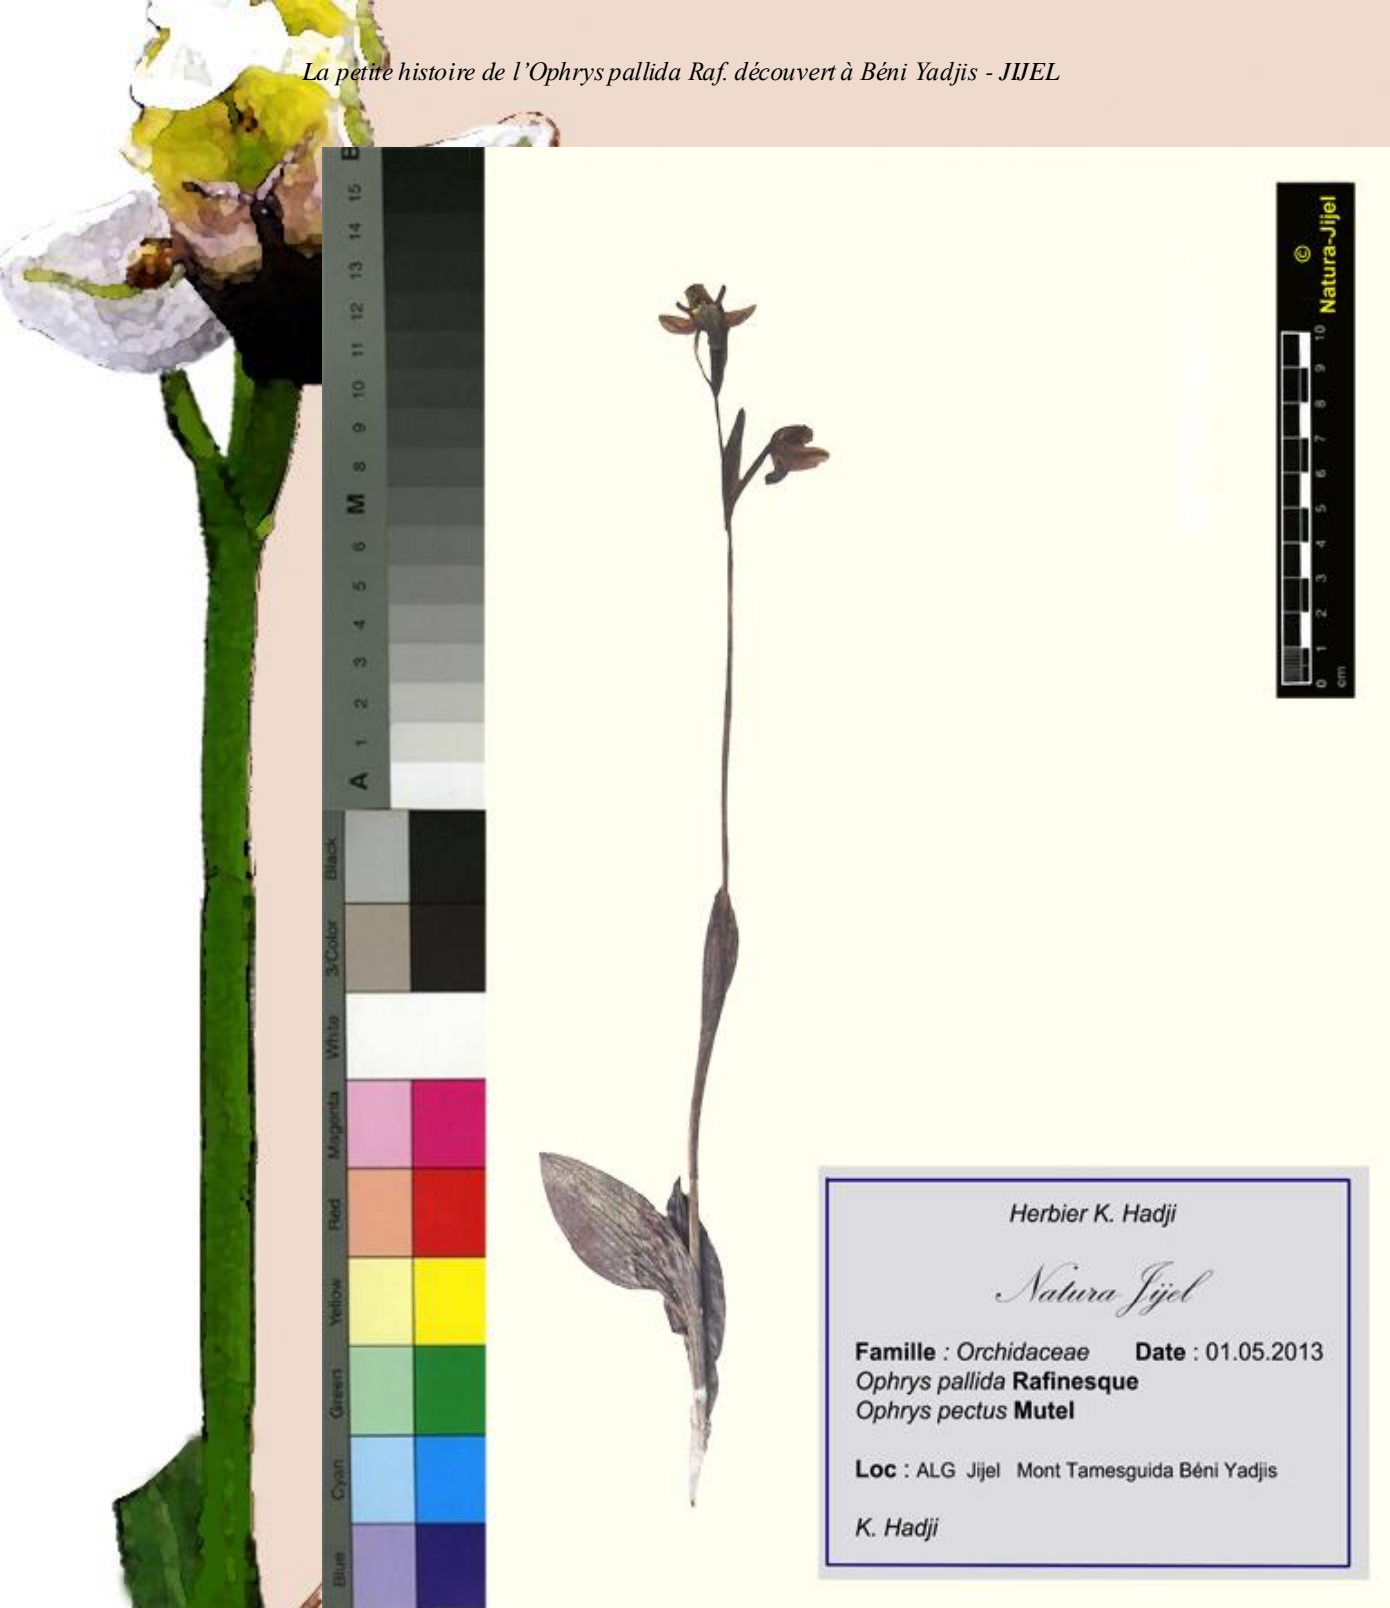 La petite histoire de l’Ophrys pallida Raf. découvert à Béni Yadjis - JIJEL
B
15
14
13
12
11
10
9
8
M
6
5
4
3
2
1
A
Black
3/Color
White
Magenta
Red
Yellow
Green
Cyan
Blue
©
Natura-Jijel
10
9
8
7
6
5
4
3
2
1
0
cm
Herbier K. Hadji
Natura Jijel
Famille : Orchidaceae Date : 01.05.2013
Ophrys pallida Rafinesque
Ophrys pectus Mutel
Loc : ALG Jijel Mont Tamesguida Béni Yadjis
K. Hadji